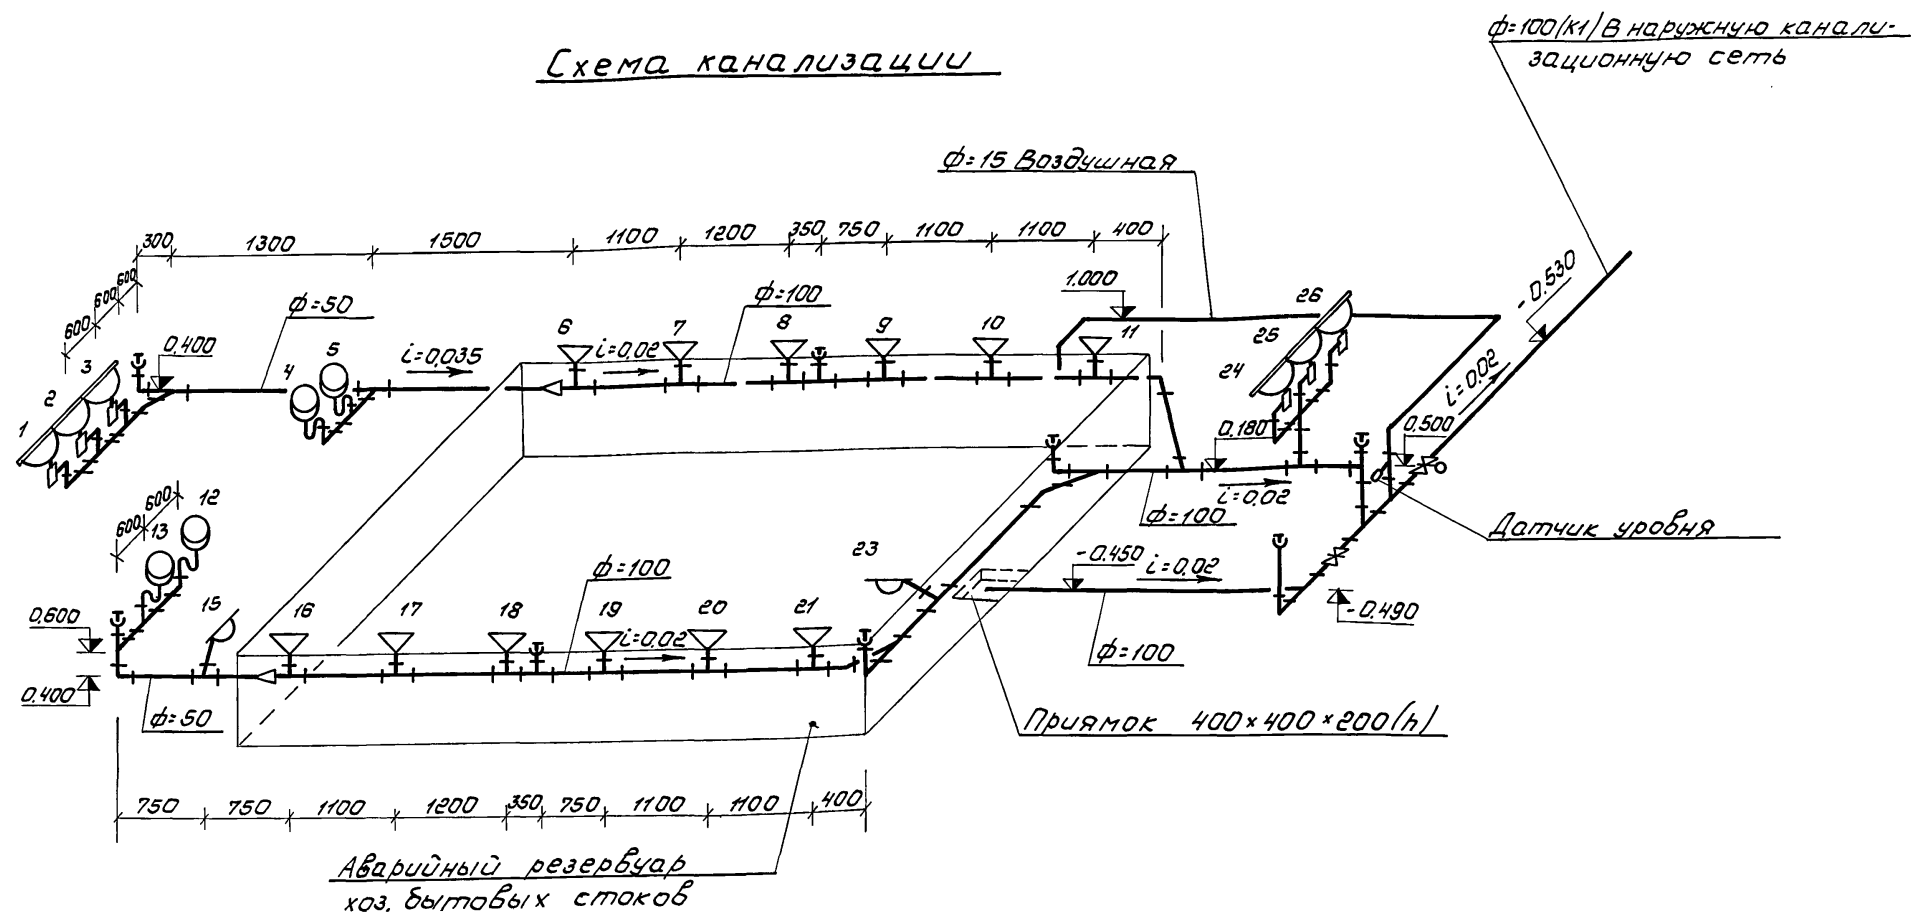 Схема канализации
ф=100(К1) В наружную канали-
зационную сеть
ф=15 Воздушная
300 1300 1500 1100 1200 350 750 1100 1100 400
600 600 600
ф=50
ф=100
1.000
-0.530
0,400
i=0,035
i=0,02
1 2 3 4 5 6 7 8 9 10 11
24 25 26
i=0,02
0,180
0,500
i=0,02
ф=100
Датчик уровня
600 600
12
13
15 16 17 18 19 20 21
23
ф=100
i=0,02
-0.450
i=0,02
-0.490
ф=100
0,600
0,400
ф=50
Приямок 400×400×200(h)
750 750 1100 1200 350 750 1100 1100 400
Аварийный резервуар
хоз. бытовых стоков